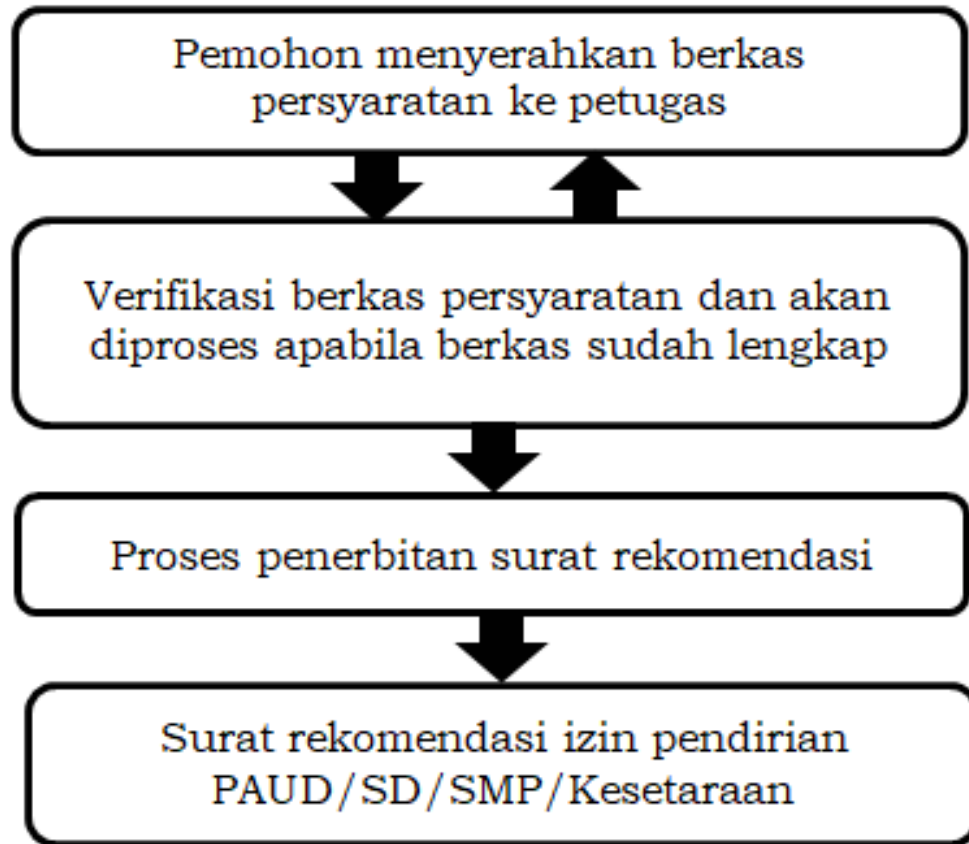 Pemohon menyerahkan berkas
persyaratan ke petugas
Verifikasi berkas persyaratan dan akan
diproses apabila berkas sudah lengkap
Proses penerbitan surat rekomendasi
Surat rekomendasi izin pendirian
PAUD/SD/SMP/Kesetaraan